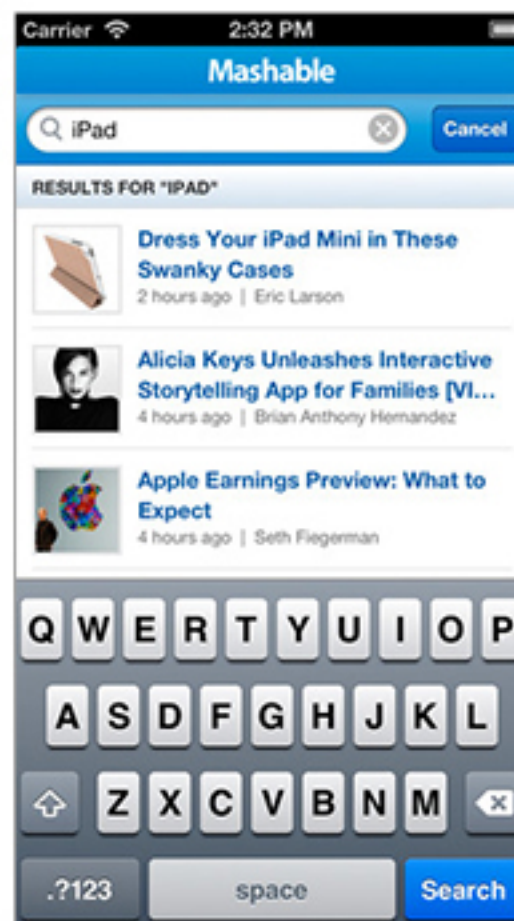 Carrier 2:32 PM
Mashable
iPad Cancel
RESULTS FOR "IPAD"
Dress Your iPad Mini in These
Swanky Cases
2 hours ago | Eric Larson
Alicia Keys Unleashes Interactive
Storytelling App for Families [VI...
4 hours ago | Brian Anthony Hernandez
Apple Earnings Preview: What to
Expect
4 hours ago | Seth Fiegerman
Q W E R T Y U I O P
A S D F G H J K L
Z X C V B N M
.?123 space Search